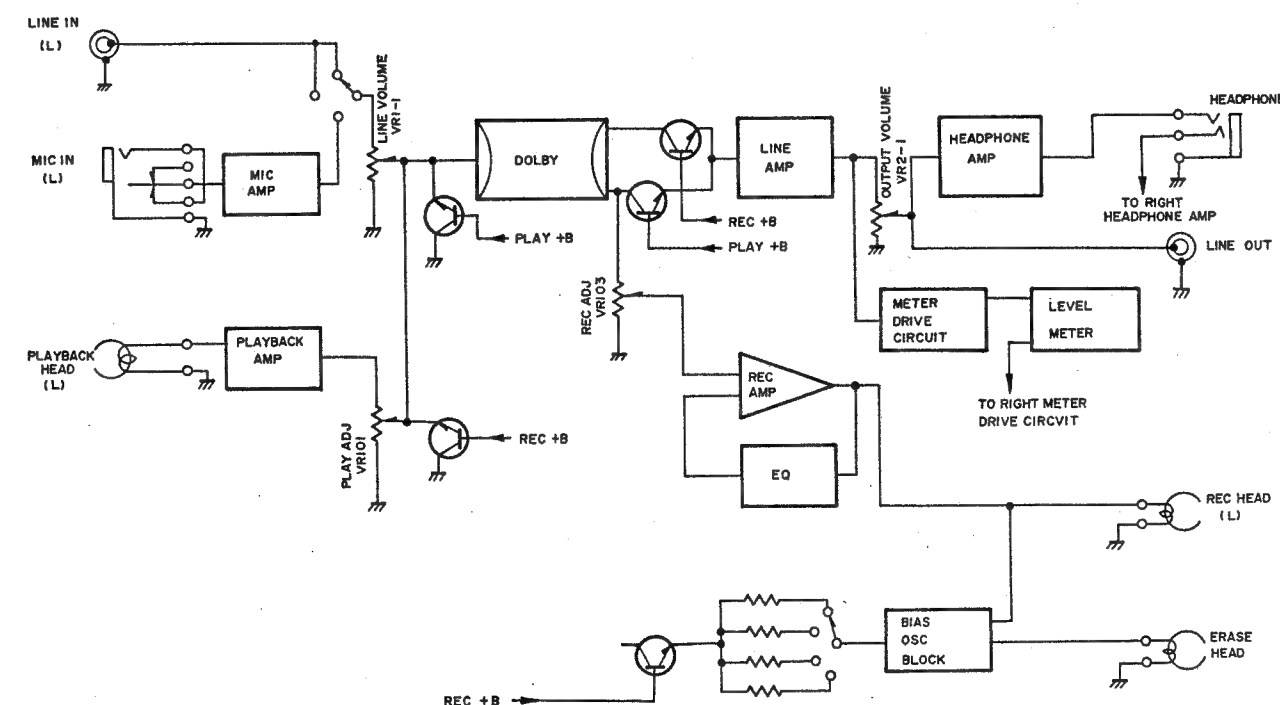 LINE IN
(L)
LINE VOLUME
VR1-1
MIC IN
(L)
MIC
AMP
DOLBY
LINE
AMP
OUTPUT VOLUME
VR2-1
HEADPHONE
AMP
HEADPHONE
TO RIGHT
HEADPHONE AMP
PLAY +B
REC +B
PLAY +B
LINE OUT
REC ADJ
VR103
METER
DRIVE
CIRCUIT
LEVEL
METER
PLAYBACK
HEAD
(L)
PLAYBACK
AMP
REC
AMP
TO RIGHT METER
DRIVE CIRCVIT
PLAY ADJ
VR101
REC +B
EQ
REC HEAD
(L)
BIAS
OSC
BLOCK
ERASE
HEAD
REC +B